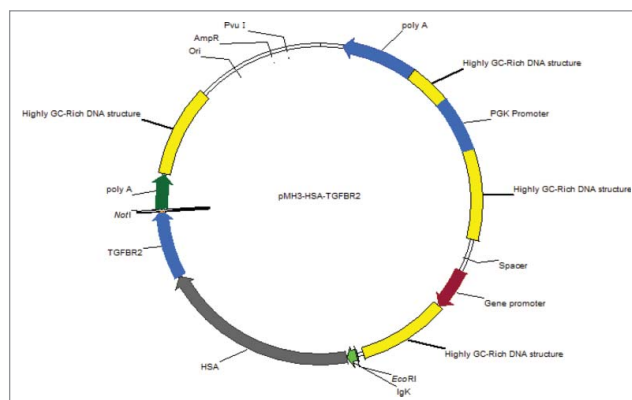 Pvu I
poly A
AmpR
Ori
Highly GC-Rich DNA structure
Highly GC-Rich DNA structure
PGK Promoter
poly A
pMH3-HSA-TGFBR2
Highly GC-Rich DNA structure
NotI
TGFBR2
Spacer
Gene promoter
Highly GC-Rich DNA structure
HSA
EcoRI
IgK